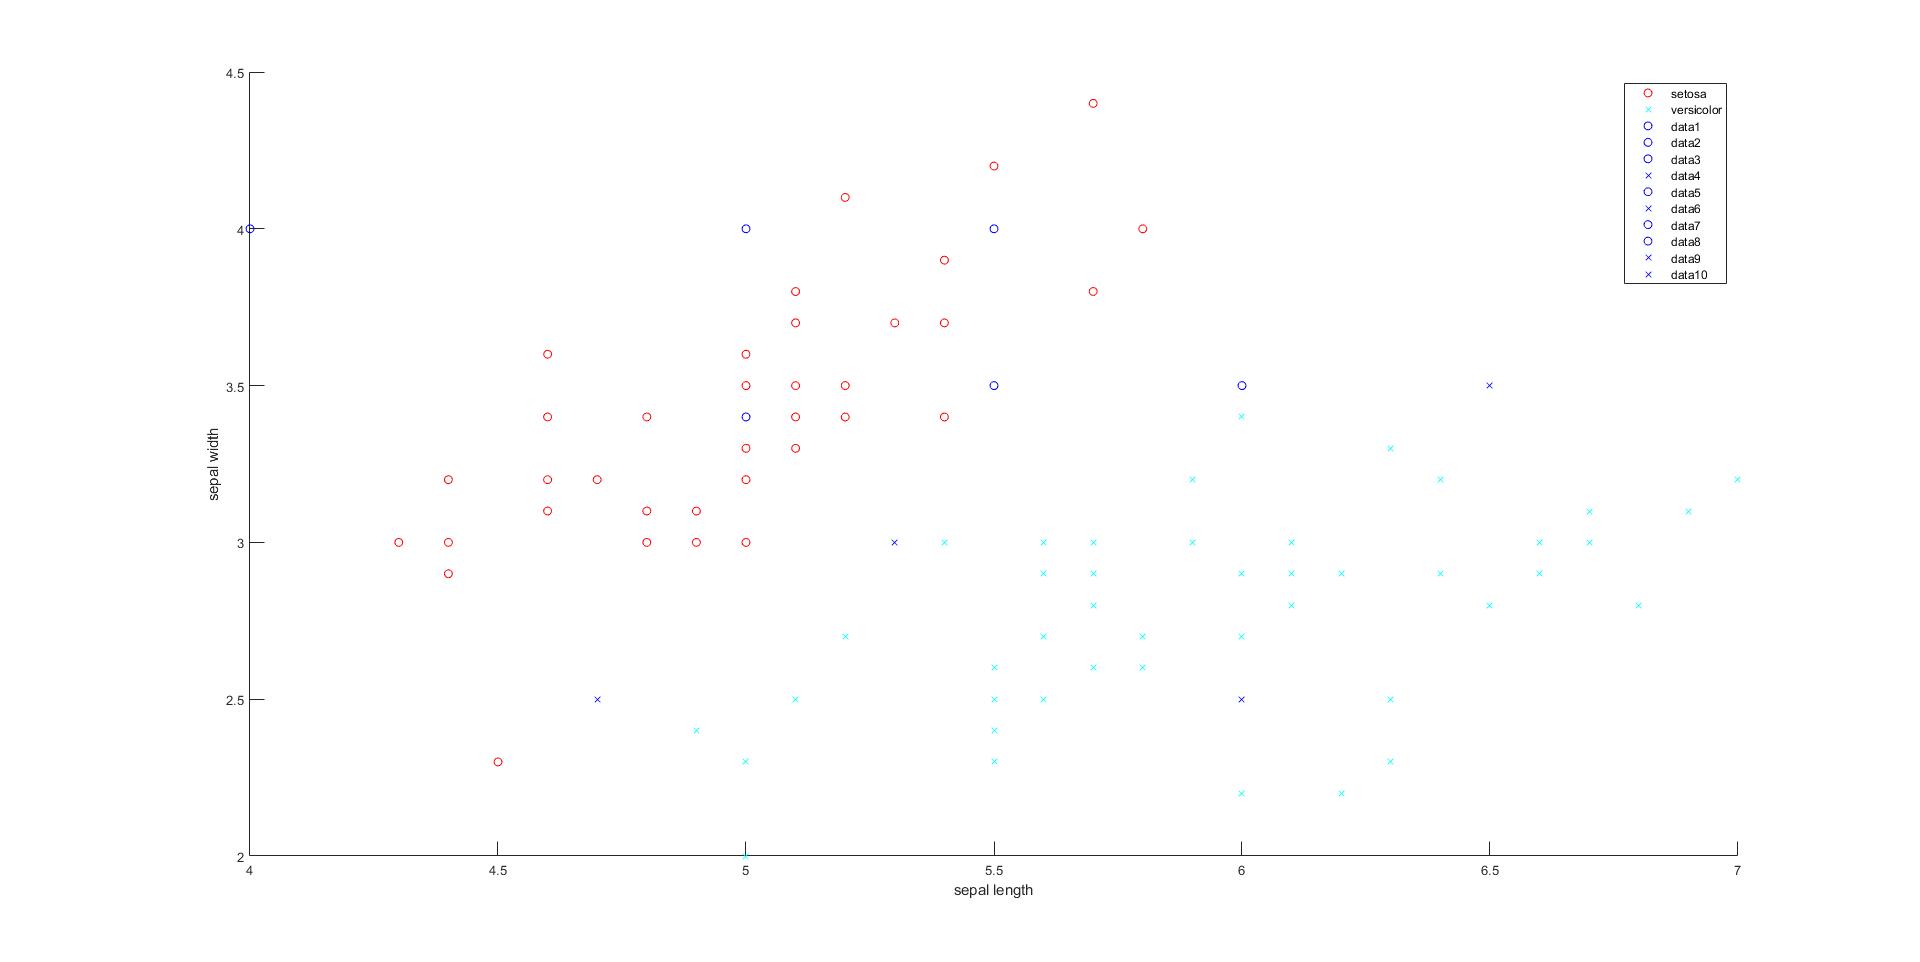 4.5
4
3.5
3
2.5
2
sepal width
4
4.5
5
5.5
6
6.5
7
sepal length
setosa
versicolor
data1
data2
data3
data4
data5
data6
data7
data8
data9
data10